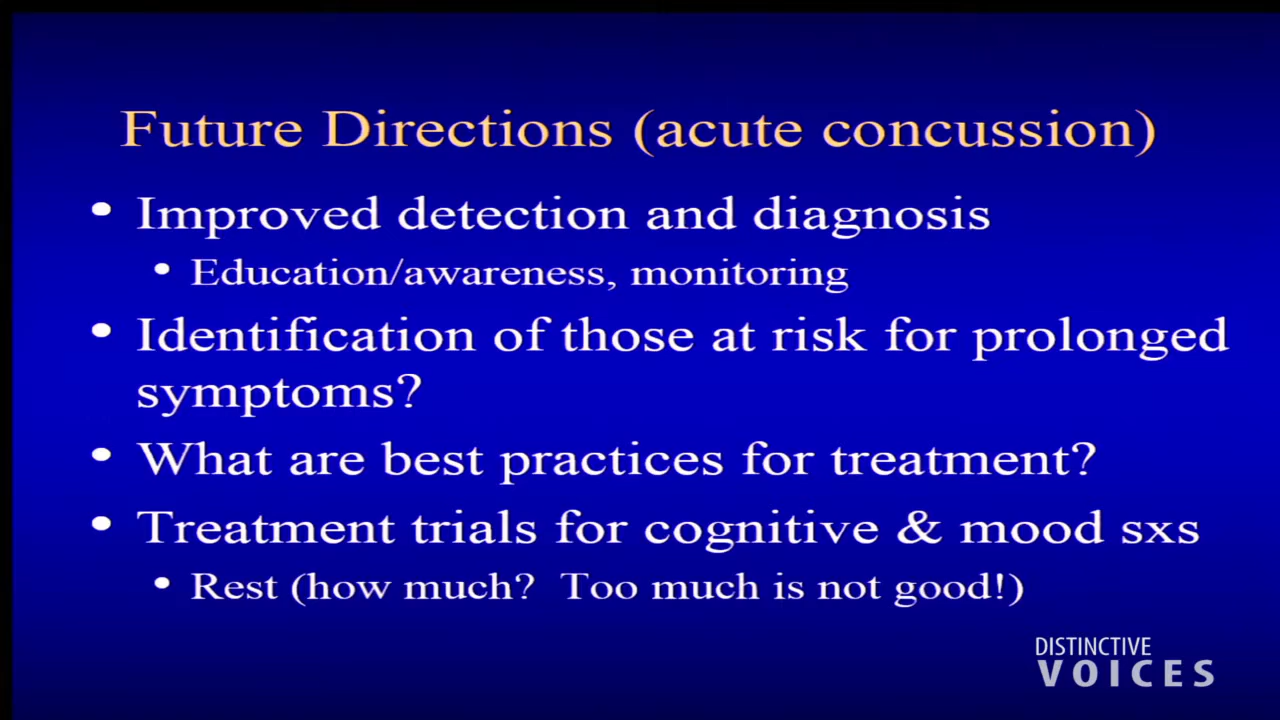 Future Directions (acute concussion)
• Improved detection and diagnosis
• Education/awareness, monitoring
• Identification of those at risk for prolonged
symptoms?
• What are best practices for treatment?
• Treatment trials for cognitive & mood sxs
• Rest (how much?  Too much is not good!)
DISTINCTIVE
VOICES